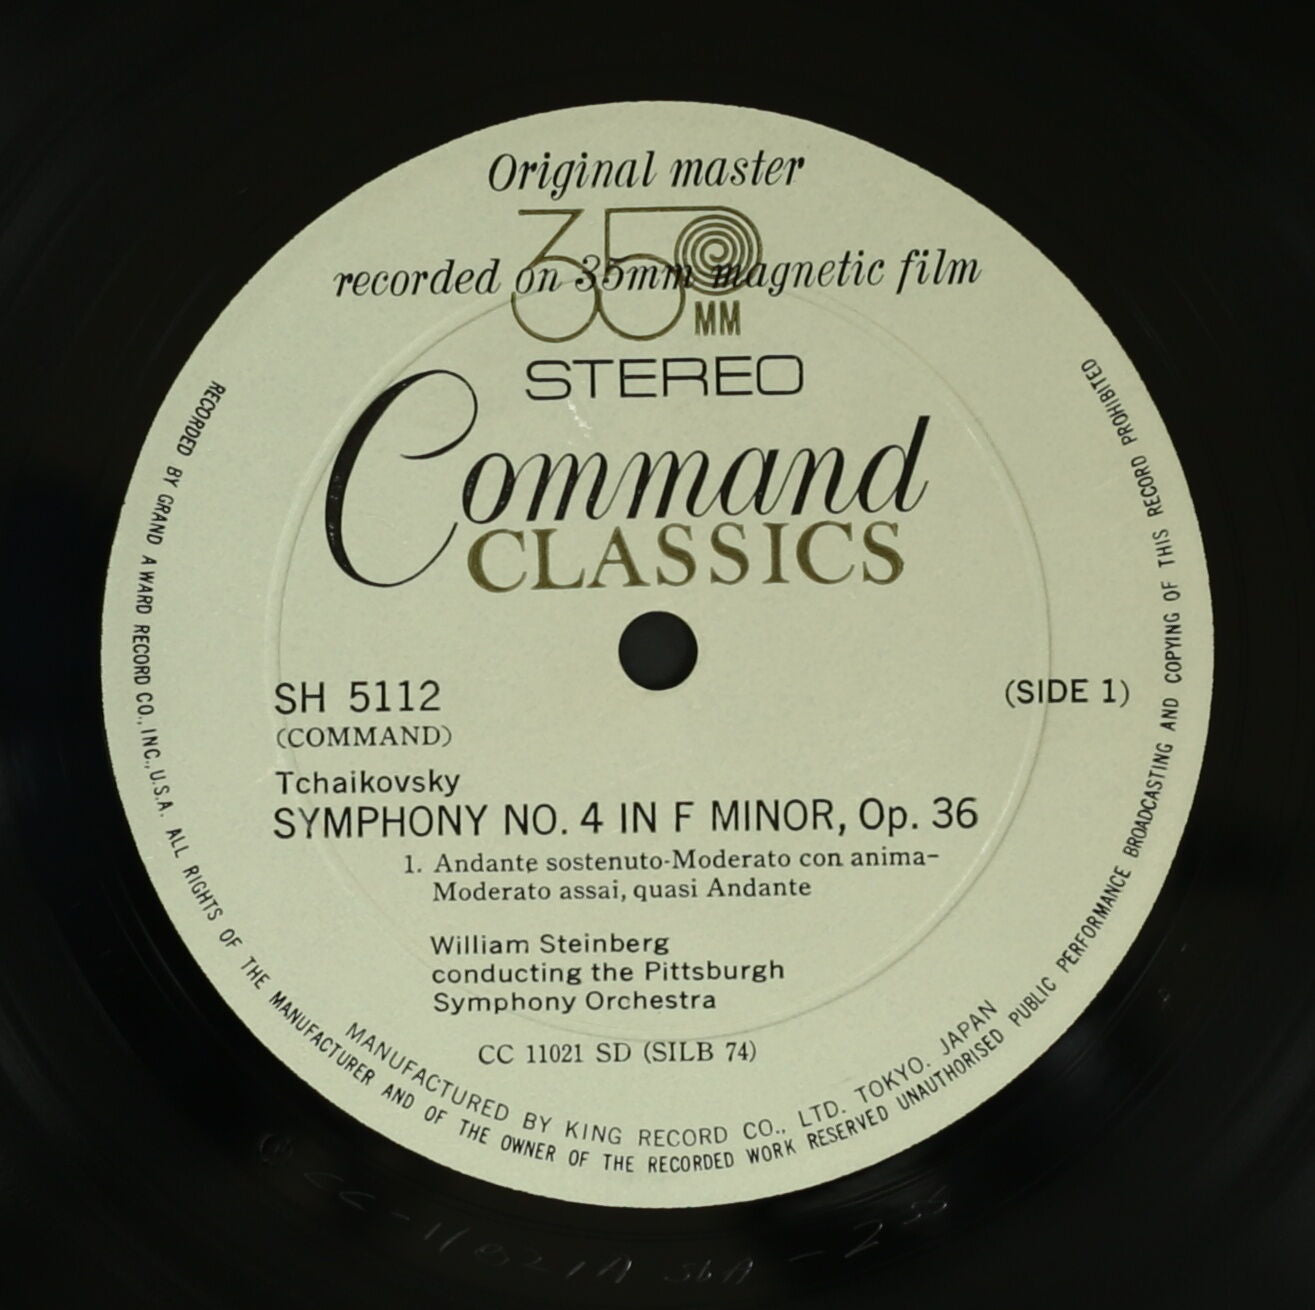 Original master
35
recorded on 35mm magnetic film
MM
STEREO
Command
CLASSICS
SH 5112
(SIDE 1)
(COMMAND)
Tchaikovsky
SYMPHONY NO. 4 IN F MINOR, Op. 36
1. Andante sostenuto-Moderato con anima-
Moderato assai, quasi Andante
William Steinberg
conducting the Pittsburgh
Symphony Orchestra
CC 11021 SD (SILB 74)
MANUFACTURED BY KING RECORD CO., LTD. TOKYO. JAPAN
RECORDED BY GRAND AWARD RECORD CO., INC., U.S.A. ALL RIGHTS OF THE MANUFACTURER AND OF THE OWNER OF THE RECORDED WORK RESERVED UNAUTHORISED PUBLIC PERFORMANCE BROADCASTING AND COPYING OF THIS RECORD PROHIBITED